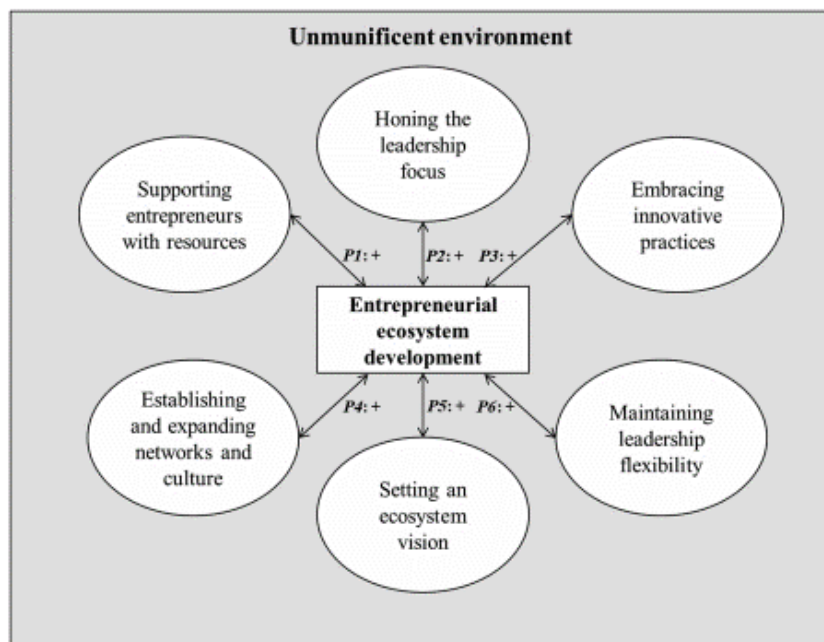 Unmunificent environment
Honing the
leadership
focus
Supporting
entrepreneurs
with resources
Embracing
innovative
practices
P1: +
P2: +
P3: +
Entrepreneurial
ecosystem
development
P4: +
P5: +
P6: +
Establishing
and expanding
networks and
culture
Setting an
ecosystem
vision
Maintaining
leadership
flexibility